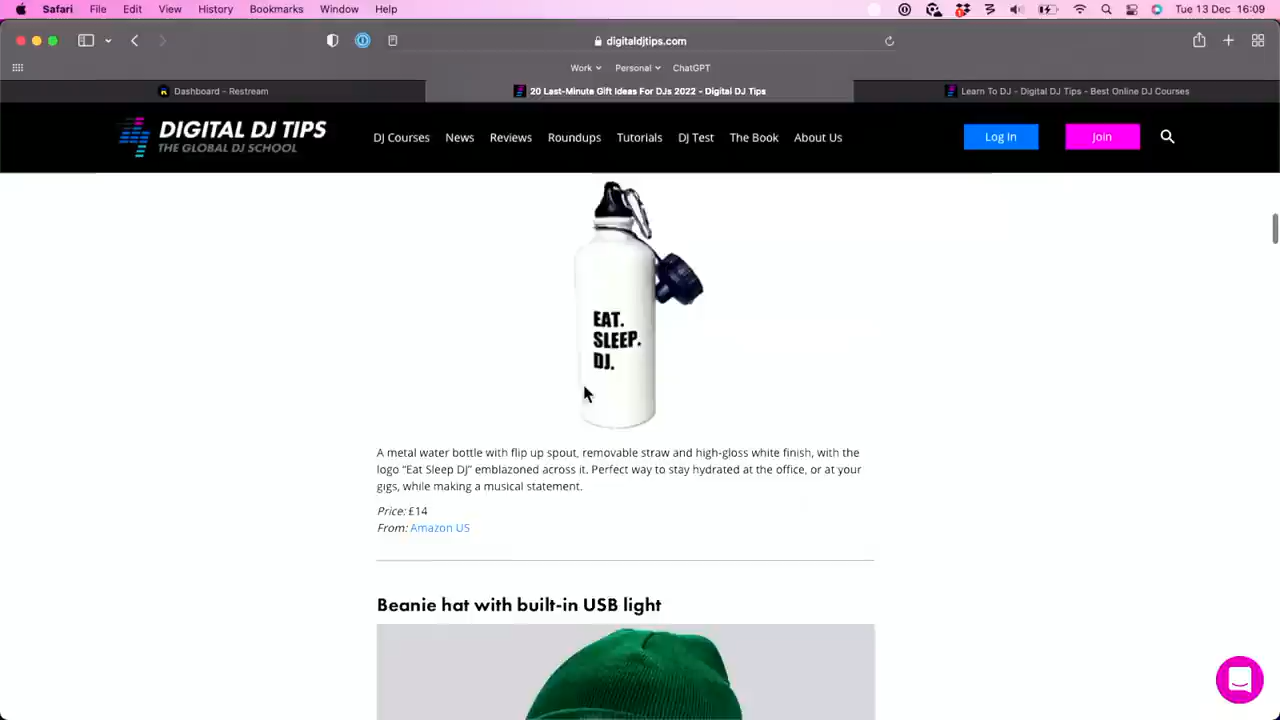 Safari File Edit View History Bookmarks Window Help Tue 13 Dec 16:09
digitaldjtips.com
Work Personal ChatGPT
Dashboard - Restream 20 Last-Minute Gift Ideas For DJs 2022 - Digital DJ Tips Learn To DJ - Digital DJ Tips - Best Online DJ Courses
DIGITAL DJ TIPS
THE GLOBAL DJ SCHOOL
DJ Courses News Reviews Roundups Tutorials DJ Test The Book About Us Log In Join
EAT.
SLEEP.
DJ.
A metal water bottle with flip up spout, removable straw and high-gloss white finish, with the
logo “Eat Sleep DJ” emblazoned across it. Perfect way to stay hydrated at the office, or at your
gigs, while making a musical statement.
Price: £14
From: Amazon US
Beanie hat with built-in USB light